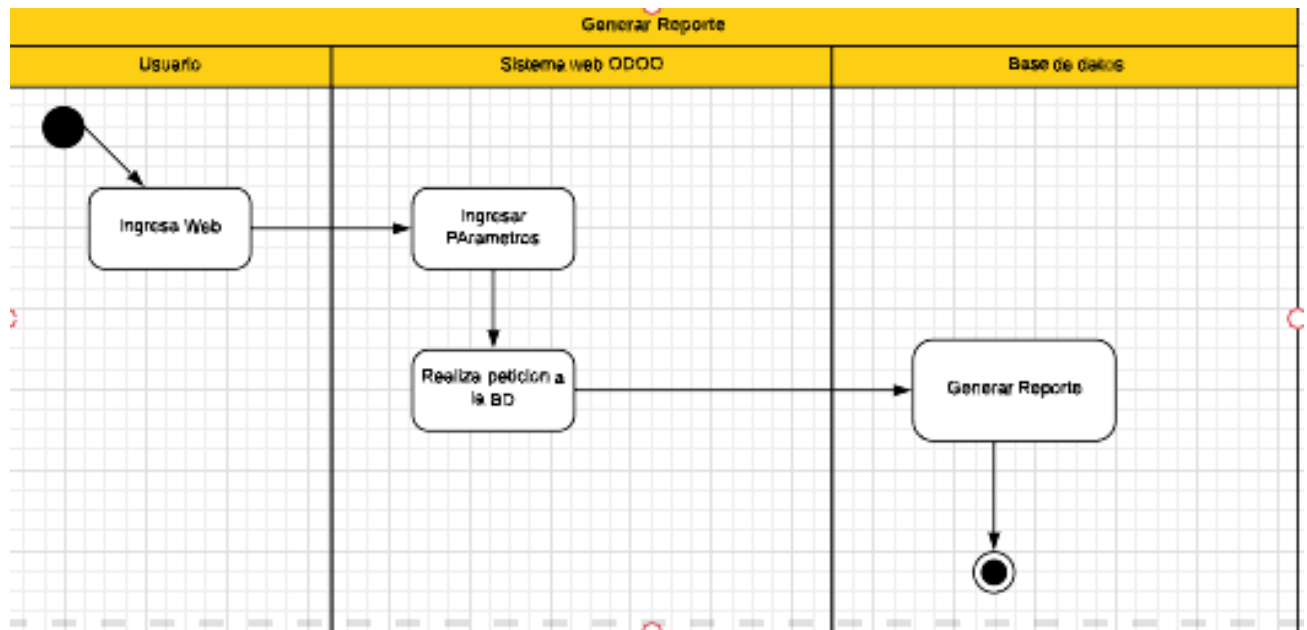 Generar Reporte
Usuario
Sistema web ODOO
Base de datos
Ingresa Web
Ingresar
PArametros
Realiza peticion a
la BD
Generar Reporte